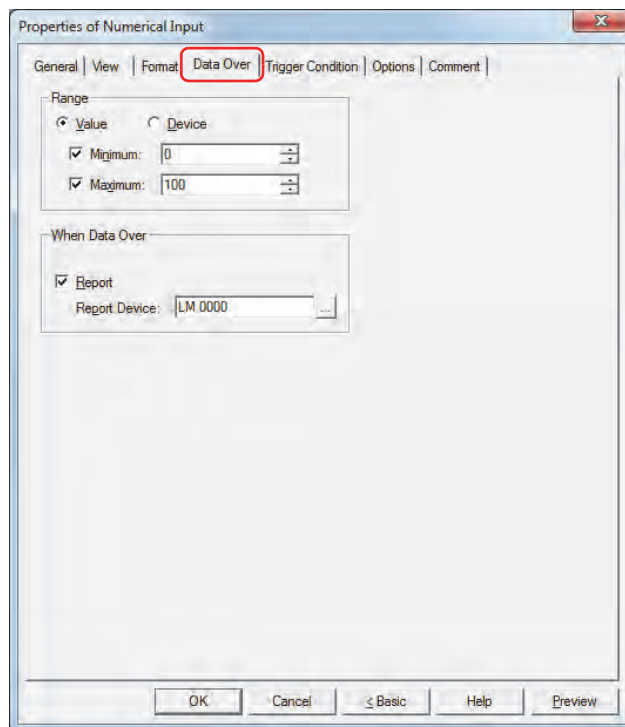 Properties of Numerical Input
General View Format Data Over Trigger Condition Options Comment
Range
Value Device
Minimum: 0
Maximum: 100
When Data Over
Report
Report Device: LM 0000 ...
OK Cancel < Basic Help Preview